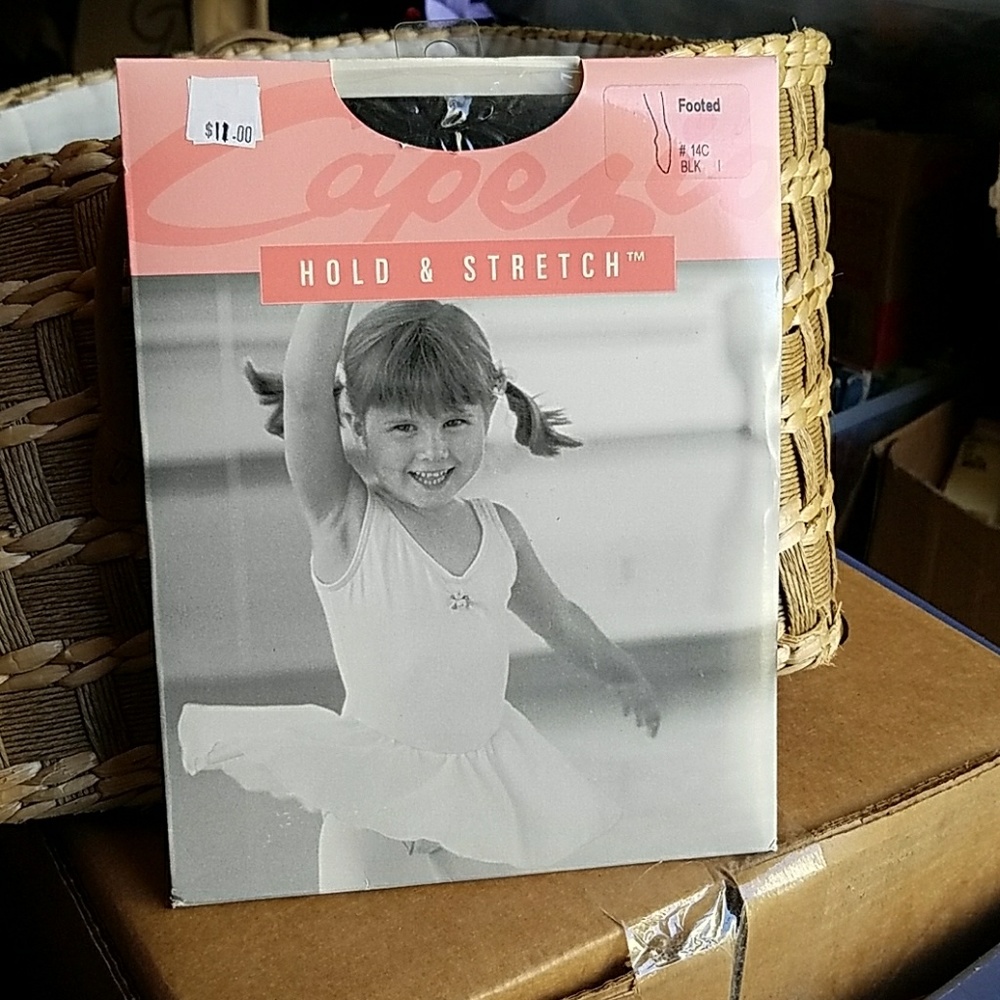 $11.00
Capezio
Footed
# 14C
BLK I
HOLD & STRETCH™